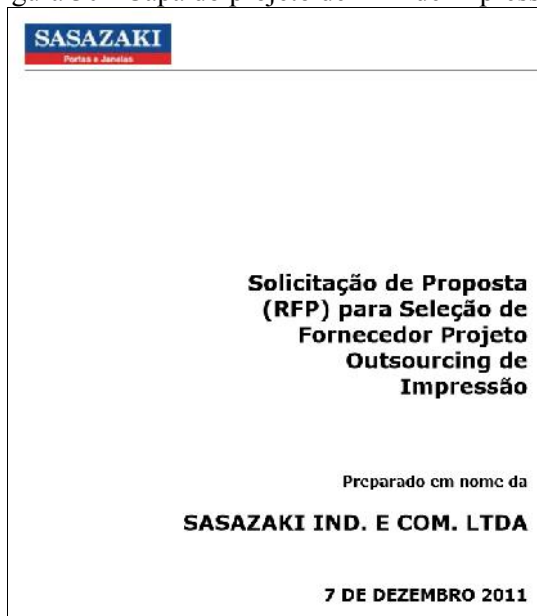 SASAZAKI
Portas e Janelas
Solicitação de Proposta
(RFP) para Seleção de
Fornecedor Projeto
Outsourcing de
Impressão
Preparado em nome da
SASAZAKI IND. E COM. LTDA
7 DE DEZEMBRO 2011